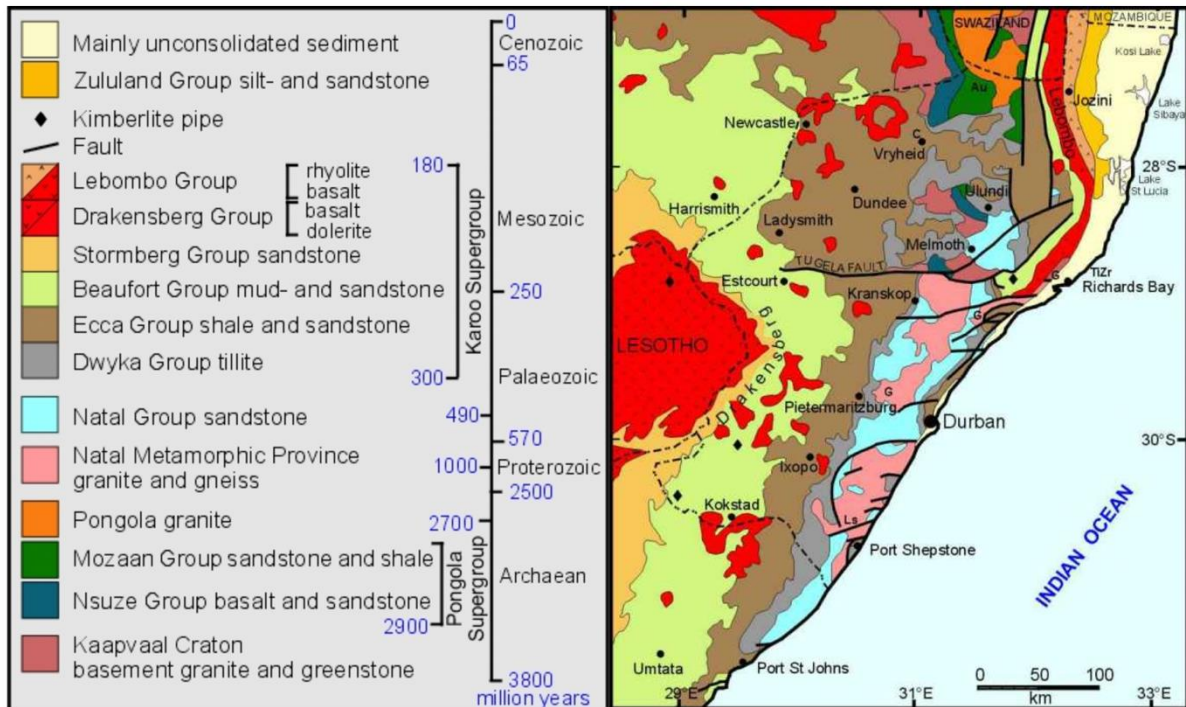 Mainly unconsolidated sediment
Zululand Group silt- and sandstone
Kimberlite pipe
Fault
Lebombo Group
rhyolite
basalt
Drakensberg Group
basalt
dolerite
Stormberg Group sandstone
Beaufort Group mud- and sandstone
Ecca Group shale and sandstone
Dwyka Group tillite
Natal Group sandstone
Natal Metamorphic Province
granite and gneiss
Pongola granite
Mozaan Group sandstone and shale
Nsuze Group basalt and sandstone
Kaapvaal Craton
basement granite and greenstone
180
300
Karoo Supergroup
2900
Pongola
Supergroup
0
65
250
490
570
1000
2500
2700
3800
million years
Cenozoic
Mesozoic
Palaeozoic
Proterozoic
Archaean
SWAZILAND
MOZAMBIQUE
Kosi Lake
Au
Lebombo
Jozini
Lake
Sibaya
Newcastle
C
Vryheid
28°S
Lake
St Lucia
Harrismith
Dundee
Ulundi
Ladysmith
Melmoth
TUGELA FAULT
Estcourt
Kranskop
G
TiZr
Richards Bay
G
LESOTHO
Drakensberg
G
Pietermaritzburg
Durban
30°S
Ixopo
Kokstad
Ls
Port Shepstone
INDIAN OCEAN
Umtata
Port St Johns
0 50 100
km
29°E
31°E
33°E